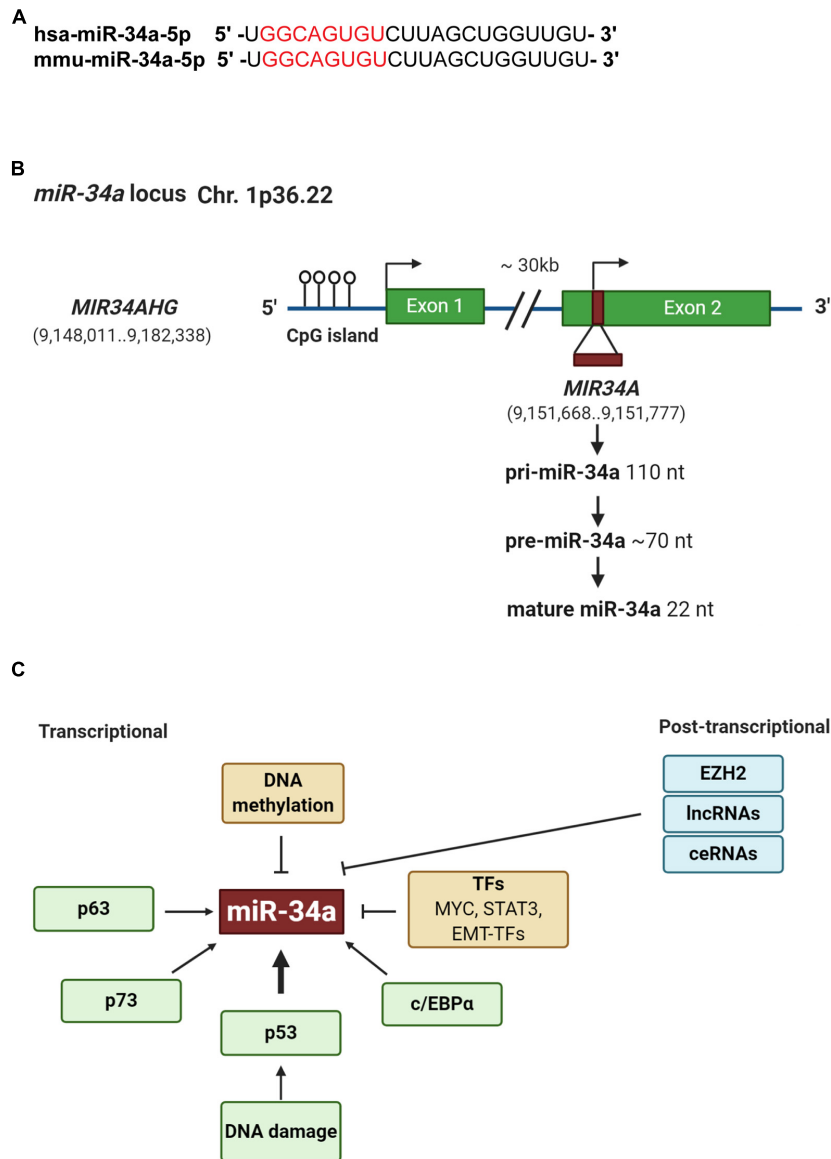 A
hsa-miR-34a-5p 5' -UGGCAGUGUCUUAGCUGGUUGU- 3'
mmu-miR-34a-5p 5' -UGGCAGUGUCUUAGCUGGUUGU- 3'
B
miR-34a locus Chr. 1p36.22
~ 30kb
MIR34AHG
(9,148,011..9,182,338)
5'
Exon 1
Exon 2
3'
CpG island
MIR34A
(9,151,668..9,151,777)
pri-miR-34a 110 nt
pre-miR-34a ~70 nt
mature miR-34a 22 nt
C
Transcriptional
Post-transcriptional
DNA
methylation
EZH2
lncRNAs
ceRNAs
p63
miR-34a
TFs
MYC, STAT3,
EMT-TFs
p73
c/EBPα
p53
DNA damage